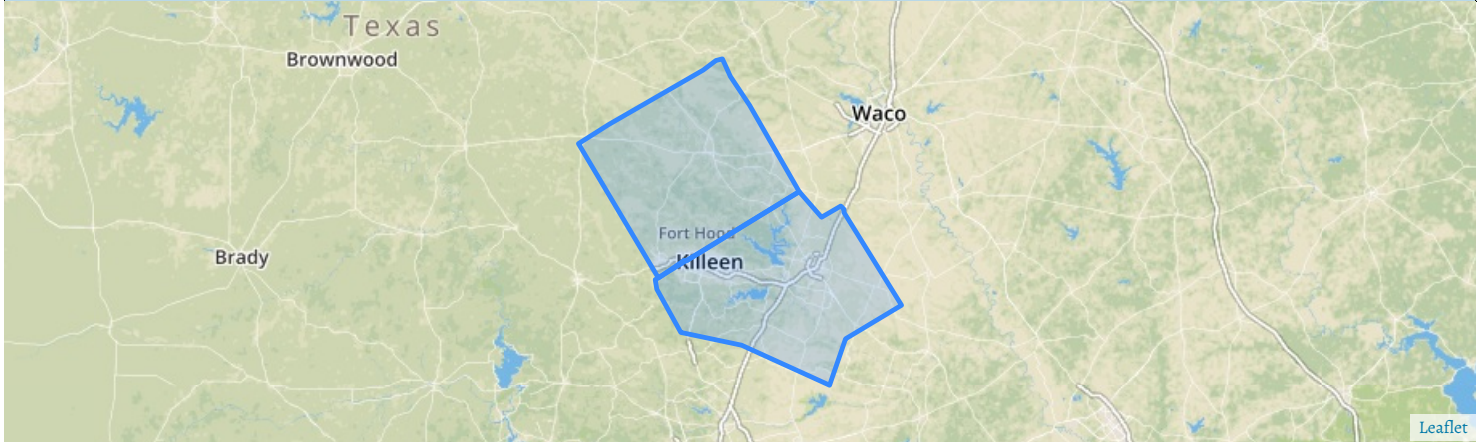 Texas
Brownwood
Waco
Fort Hood
Killeen
Brady
Leaflet